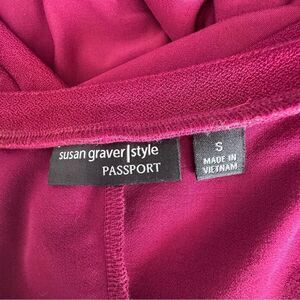 susan graver|style
PASSPORT
S
MADE IN
VIETNAM